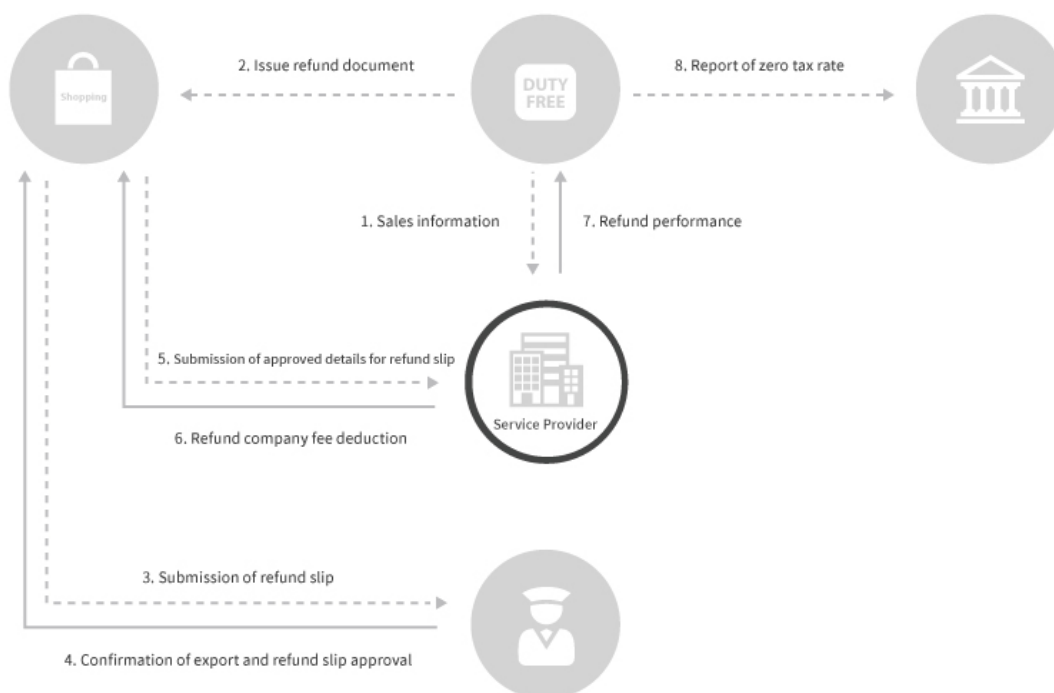 2. Issue refund document
8. Report of zero tax rate
Shopping
DUTY
FREE
1. Sales information
7. Refund performance
5. Submission of approved details for refund slip
Service Provider
6. Refund company fee deduction
3. Submission of refund slip
4. Confirmation of export and refund slip approval